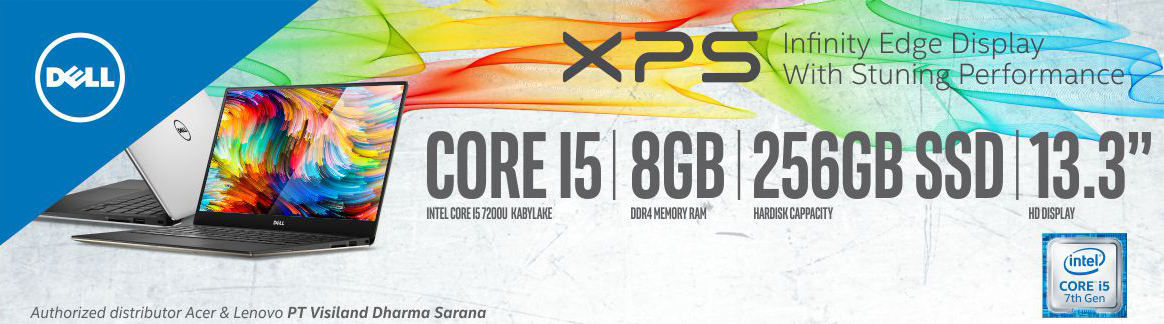 DELL
XPS
Infinity Edge Display
With Stuning Performance
CORE I5 | 8GB | 256GB SSD | 13.3”
INTEL CORE I5 7200U KABYLAKE
DDR4 MEMORY RAM
HARDISK CAPPACITY
HD DISPLAY
DELL
DELL
intel
CORE i5
7th Gen
Authorized distributor Acer & Lenovo PT Visiland Dharma Sarana